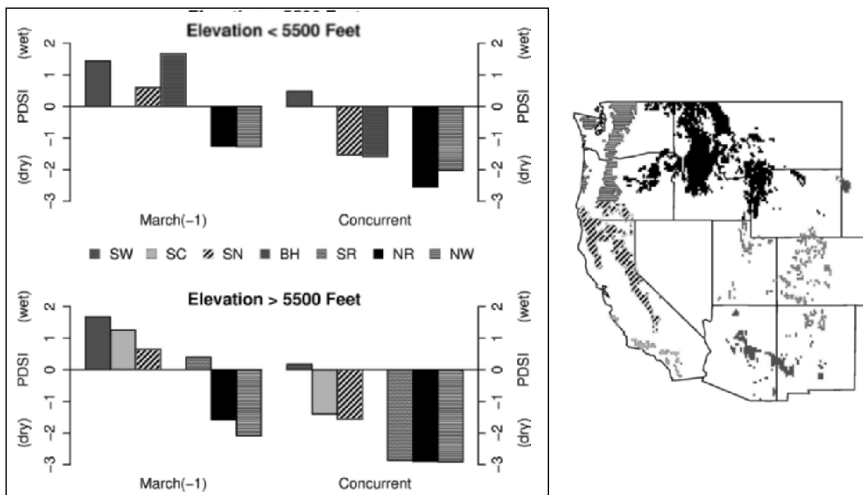 Elevation < 5500 Feet
(wet)
2
1
0
-1
-2
-3
PDSI
(dry)
(wet)
2
1
0
-1
-2
-3
PDSI
(dry)
March(-1)
Concurrent
SW SC SN BH SR NR NW
Elevation > 5500 Feet
(wet)
2
1
0
-1
-2
-3
PDSI
(dry)
(wet)
2
1
0
-1
-2
-3
PDSI
(dry)
March(-1)
Concurrent